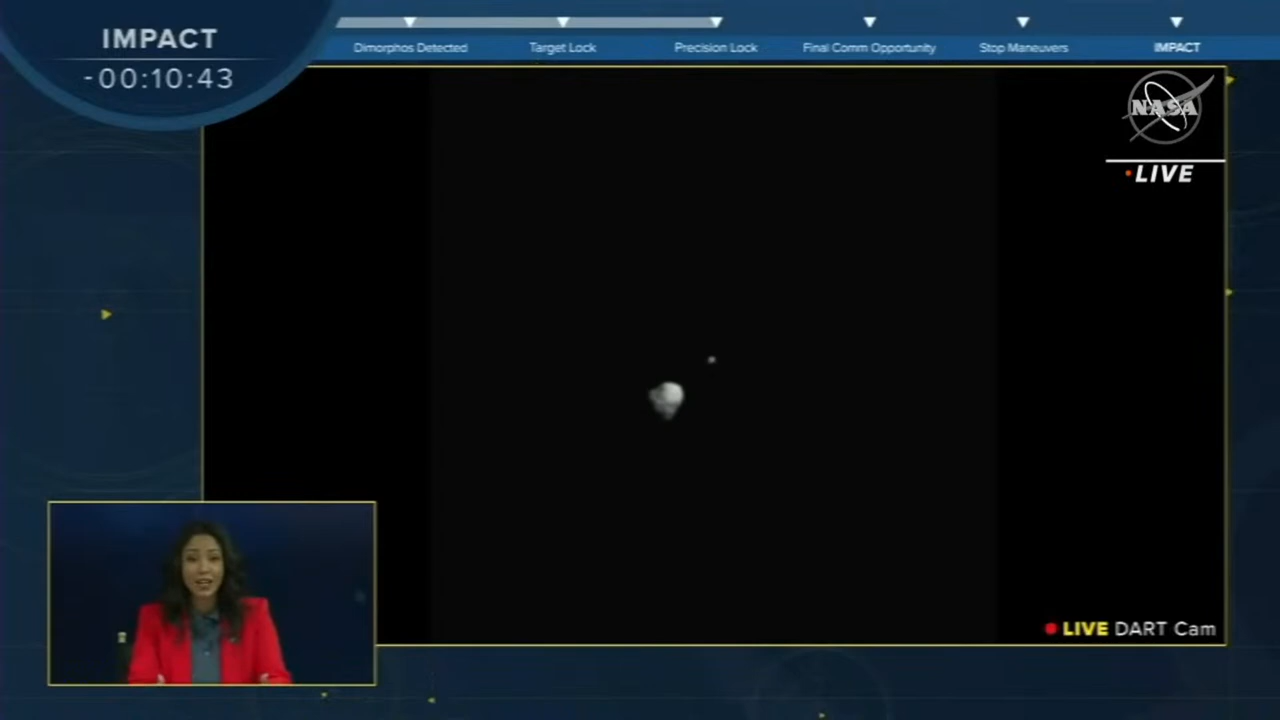 IMPACT
-00:10:43
Dimorphos Detected
Target Lock
Precision Lock
Final Comm Opportunity
Stop Maneuvers
IMPACT
NASA
LIVE
LIVE DART Cam